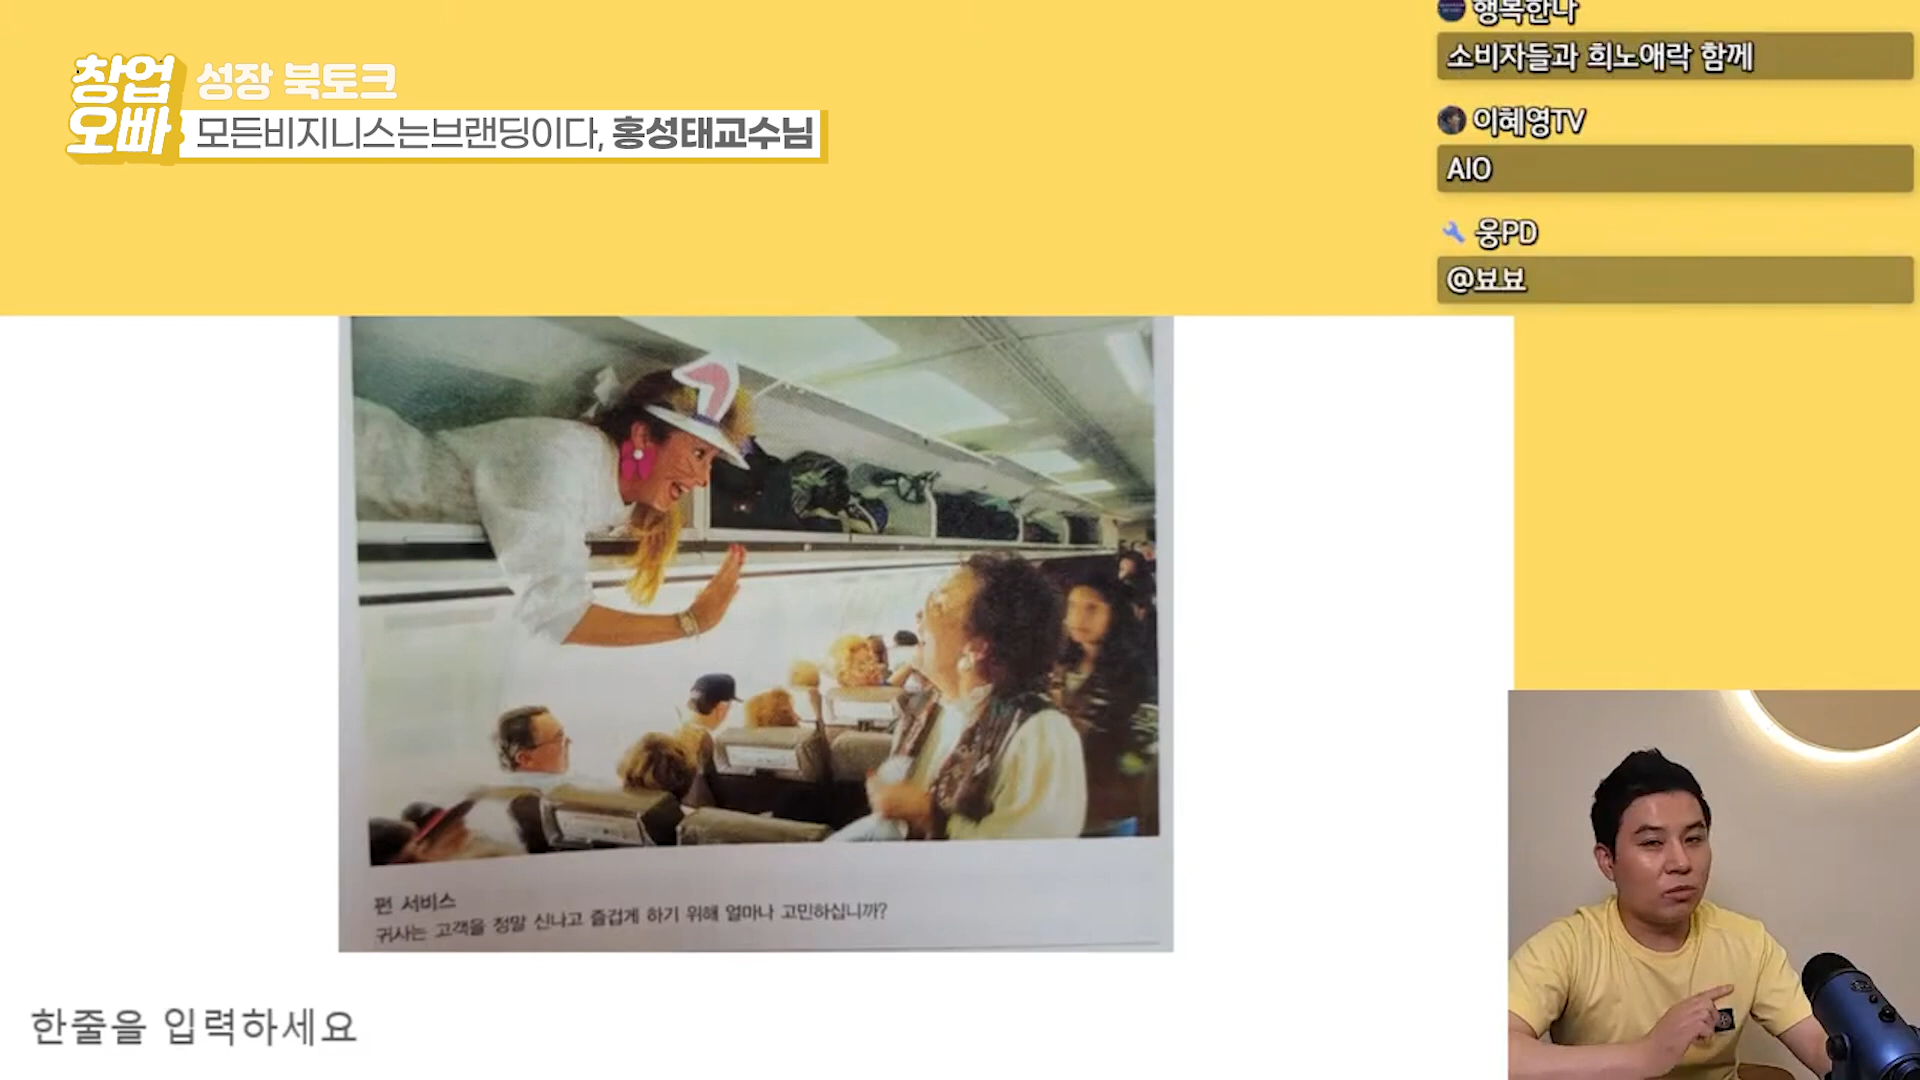 창업
오빠
성장 북토크
모든비지니스는브랜딩이다, 홍성태교수님
행복한나
소비자들과 희노애락 함께
이혜영TV
AIO
웅PD
@뵤뵤
펀 서비스
귀사는 고객을 정말 신나고 즐겁게 하기 위해 얼마나 고민하십니까?
한줄을 입력하세요